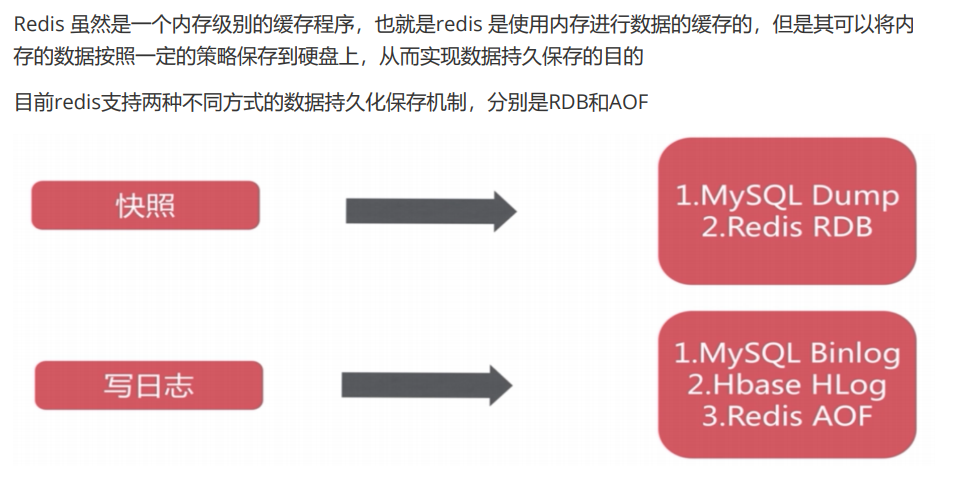 Redis 虽然是一个内存级别的缓存程序，也就是redis 是使用内存进行数据的缓存的，但是其可以将内
存的数据按照一定的策略保存到硬盘上，从而实现数据持久保存的目的
目前redis支持两种不同方式的数据持久化保存机制，分别是RDB和AOF
快照
1.MySQL Dump
2.Redis RDB
写日志
1.MySQL Binlog
2.Hbase HLog
3.Redis AOF